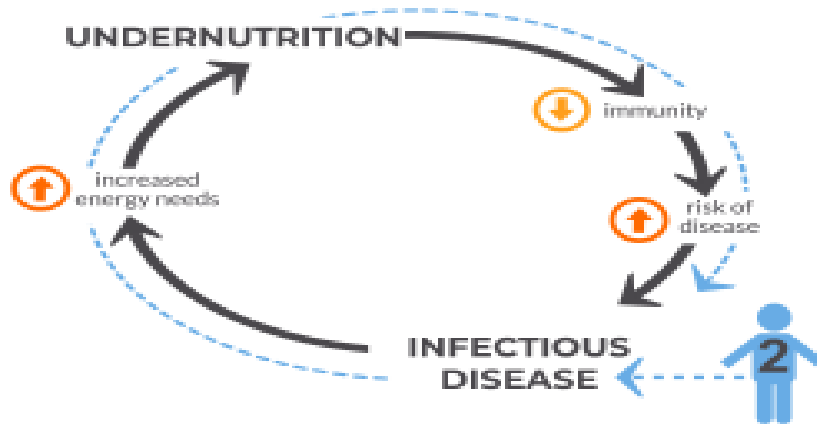 UNDERNUTRITION
immunity
increased
energy needs
risk of
disease
INFECTIOUS
DISEASE
2